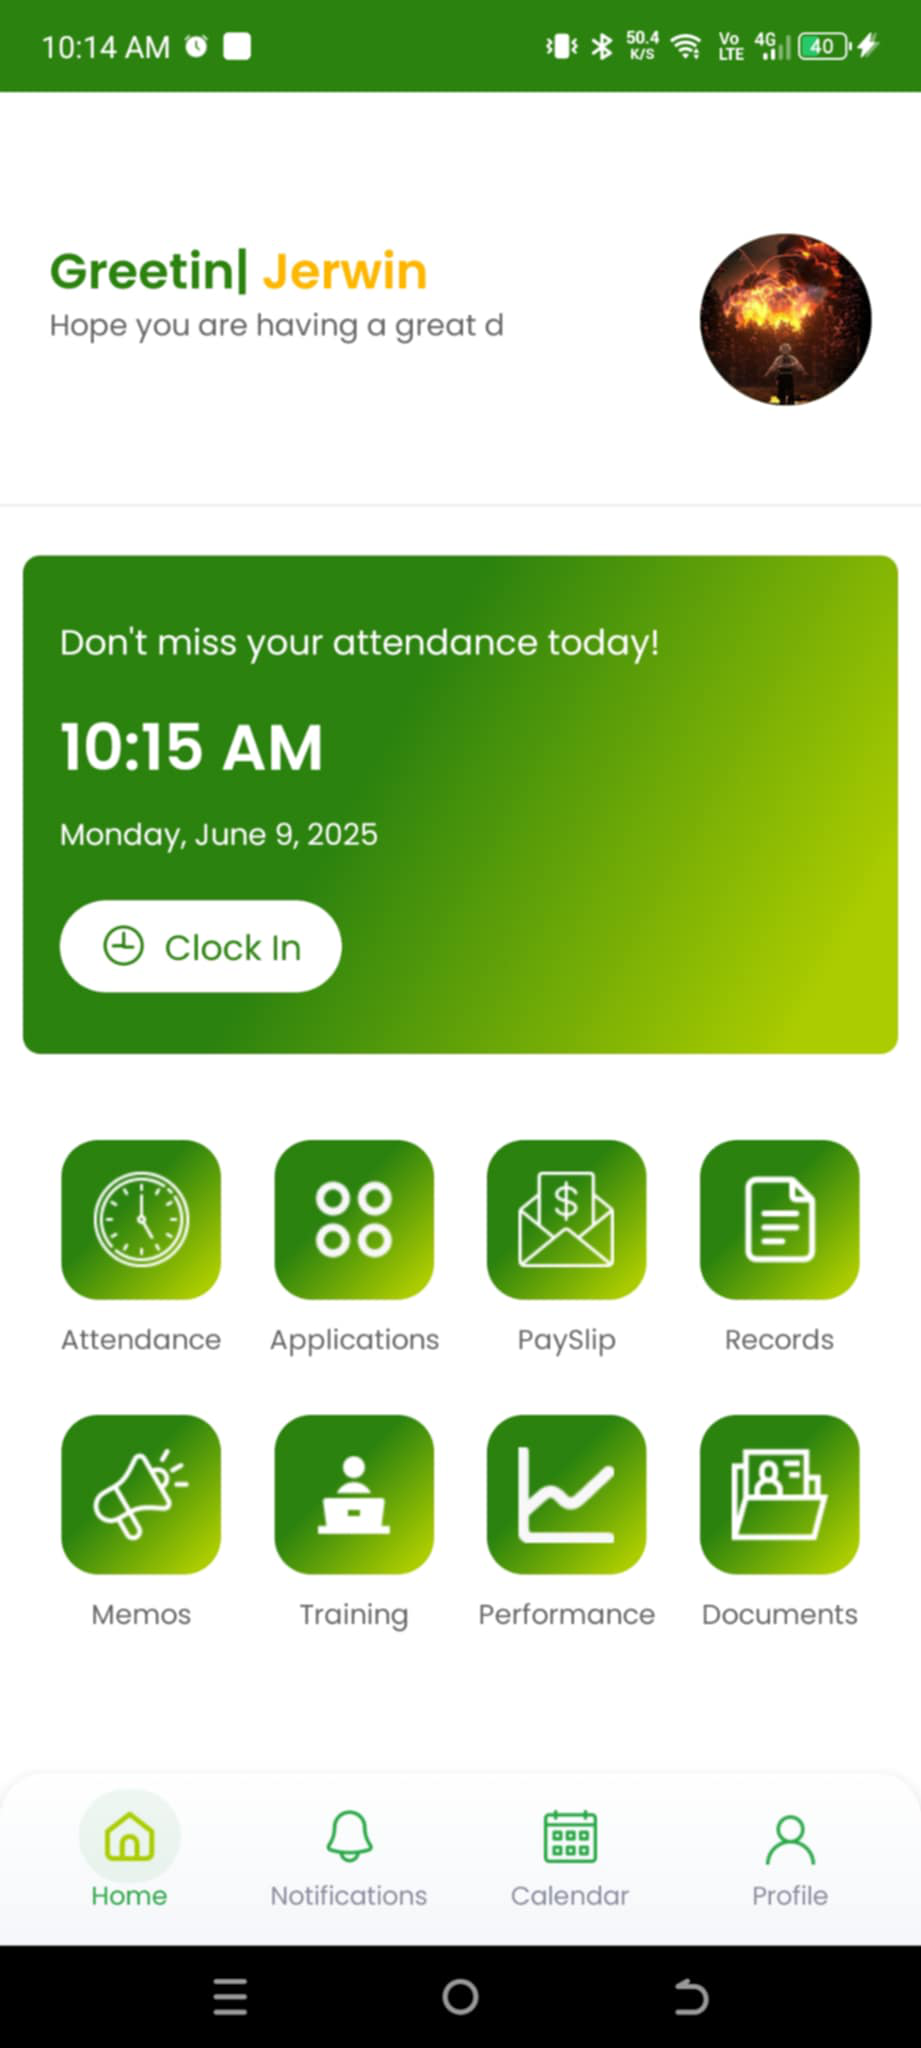 10:14 AM 50.4 K/S Vo LTE 4G 40
Greetin| Jerwin
Hope you are having a great d
Don't miss your attendance today!
10:15 AM
Monday, June 9, 2025
Clock In
$
Attendance Applications PaySlip Records
Memos Training Performance Documents
Home Notifications Calendar Profile